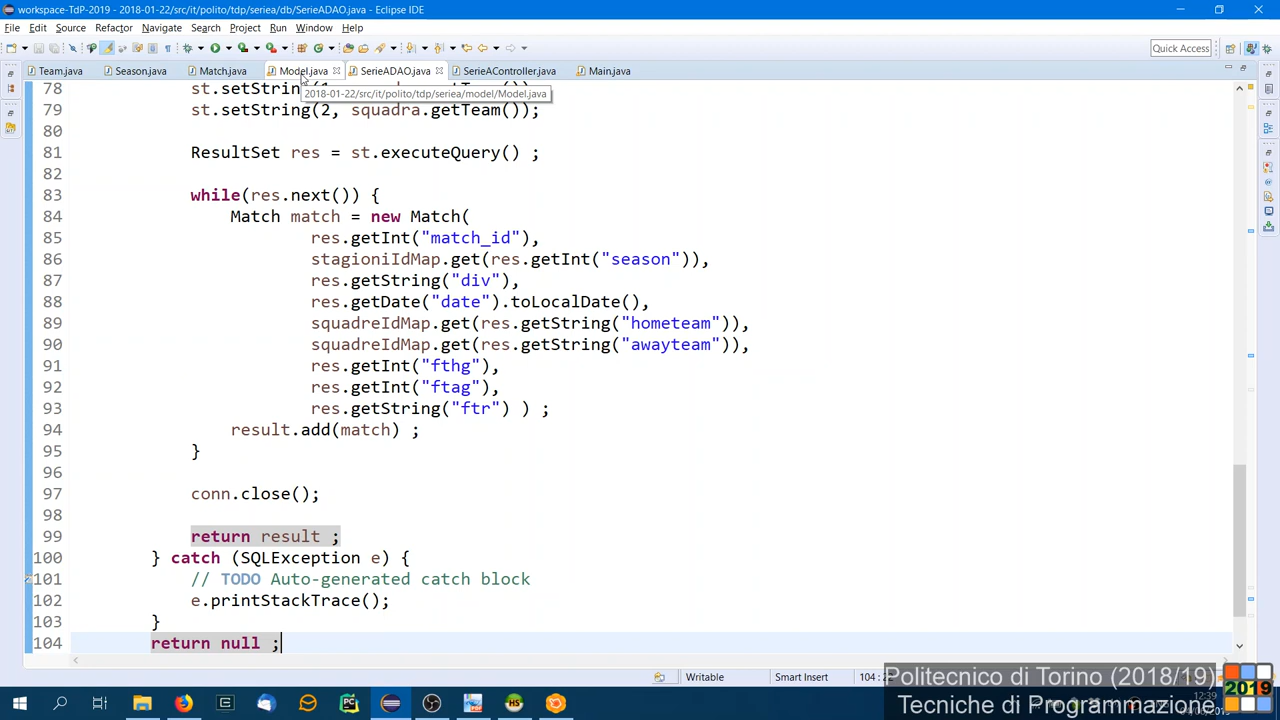 workspace-TdP-2019 - 2018-01-22/src/it/polito/tdp/seriea/db/SerieADAO.java - Eclipse IDE
File Edit Source Refactor Navigate Search Project Run Window Help
Quick Access
Team.java Season.java Match.java Model.java SerieADAO.java SerieAController.java Main.java
2018-01-22/src/it/polito/tdp/seriea/model/Model.java
78 st.setString(
79 st.setString(2, squadra.getTeam());
80
81 ResultSet res = st.executeQuery() ;
82
83 while(res.next()) {
84 Match match = new Match(
85 res.getInt("match_id"),
86 stagioniIdMap.get(res.getInt("season")),
87 res.getString("div"),
88 res.getDate("date").toLocalDate(),
89 squadreIdMap.get(res.getString("hometeam")),
90 squadreIdMap.get(res.getString("awayteam")),
91 res.getInt("fthg"),
92 res.getInt("ftag"),
93 res.getString("ftr") ) ;
94 result.add(match) ;
95 }
96
97 conn.close();
98
99 return result ;
100 } catch (SQLException e) {
101 // TODO Auto-generated catch block
102 e.printStackTrace();
103 }
104 return null ;
Writable Smart Insert 104 :
Politecnico di Torino (2018/19)
Tecniche di Programmazione
2019
12:39